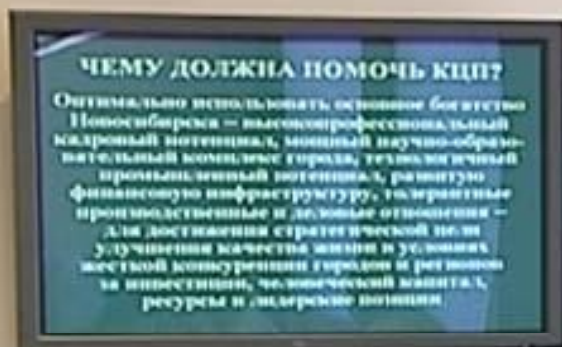 ЧЕМУ ДОЛЖНА ПОМОЧЬ КЦП?
Оптимально использовать основное богатство
Новосибирска – высокопрофессиональный
кадровый потенциал, мощный научно-образо-
вательный комплекс города, технологичный
промышленный потенциал, развитую
финансовую инфраструктуру, толерантные
производственные и деловые отношения –
для достижения стратегической цели
улучшения качества жизни в условиях
жесткой конкуренции городов и регионов
за инвестиции, человеческий капитал,
ресурсы и лидерские позиции